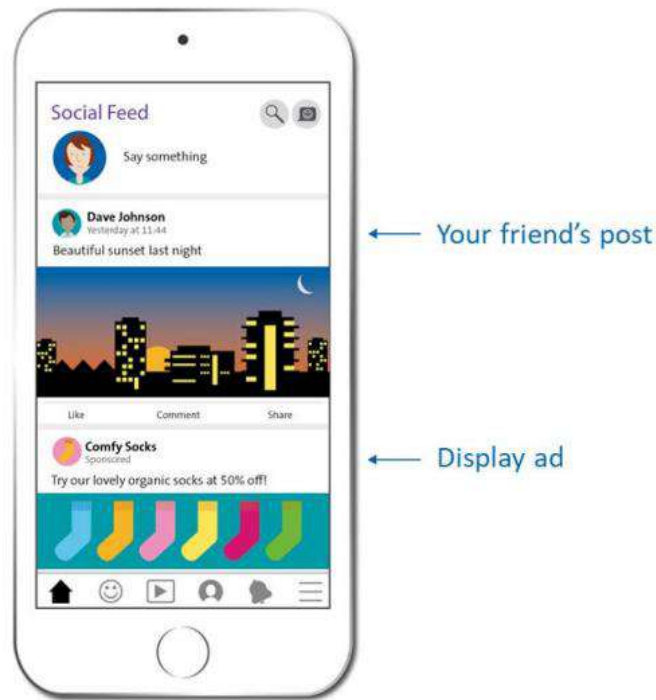 Social Feed
Say something
Dave Johnson
Yesterday at 11:44
Beautiful sunset last night
Your friend's post
Like Comment Share
Comfy Socks
Sponsored
Display ad
Try our lovely organic socks at 50% off!